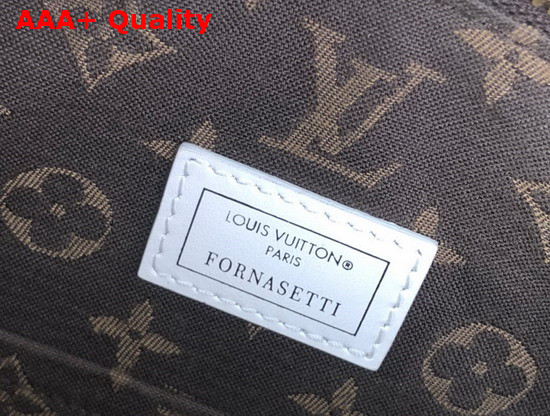 AAA+ Quality
LOUIS VUITTON®
PARIS
FORNASETTI